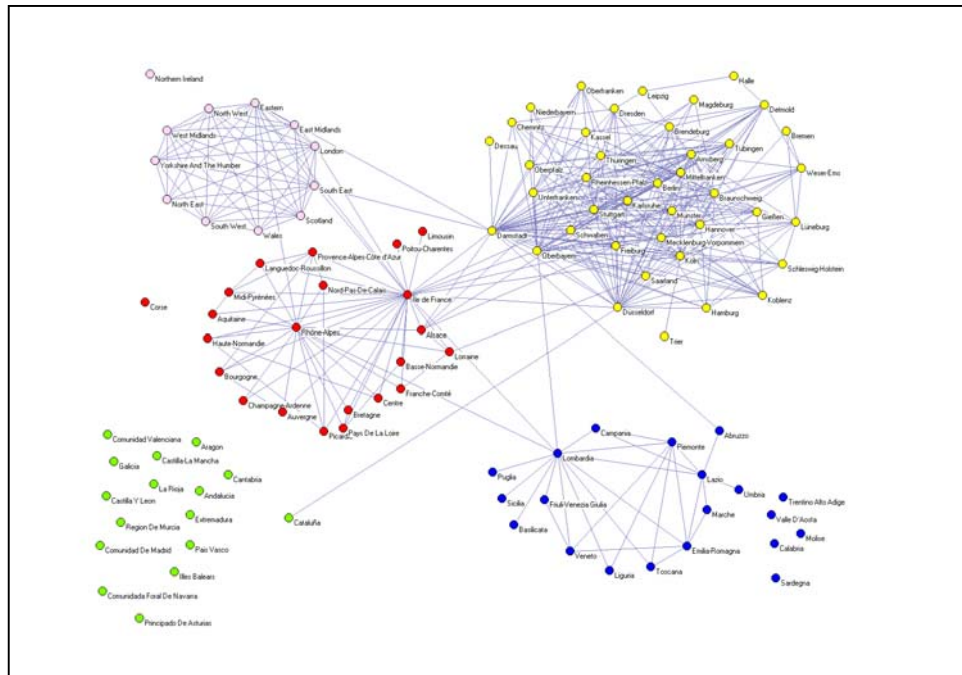 Northern Ireland
Eastern
North West
East Midlands
West Midlands
London
Yorkshire And The Humber
South East
North East
Scotland
South West
Wales
Halle
Oberfranken
Leipzig
Magdeburg
Detmold
Niederbayern
Dresden
Chemnitz
Brendeburg
Bremen
Kassel
Dessau
Tübingen
Thüringen
Arnsberg
Oberpfalz
Weser-Ems
Mittelfranken
Rheinhessen-Pfalz
Berlin
Unterfranken
Braunschweig
Karlsruhe
Stuttgart
Münster
Gießen
Hannover
Lüneburg
Darmstadt
Schwaben
Mecklenburg-Vorpommern
Freiburg
Oberbayern
Köln
Schleswig-Holstein
Saarland
Koblenz
Düsseldorf
Hamburg
Trier
Limousin
Poitou-Charentes
Provence-Alpes-Côte d'Azur
Languedoc-Roussillon
Nord-Pas-De-Calais
Midi-Pyrénées
Île de France
Corse
Aquitaine
Rhône-Alpes
Alsace
Haute-Normandie
Lorraine
Basse-Normandie
Bourgogne
Franche-Comté
Centre
Champagne-Ardenne
Auvergne
Bretagne
Picardie
Pays De La Loire
Comunidad Valenciana
Aragon
Castilla-La Mancha
Galicia
Cantabria
La Rioja
Andalucia
Castilla Y Leon
Extremadura
Region De Murcia
Cataluña
Comunidad De Madrid
Pais Vasco
Illes Balears
Comunidada Foral De Navarra
Principado De Asturias
Campania
Abruzzo
Piemonte
Lombardia
Puglia
Lazio
Umbria
Trentino Alto Adige
Sicilia
Friuli-Venezia Giulia
Marche
Valle D'Aosta
Basilicata
Molise
Calabria
Veneto
Emilia-Romagna
Liguria
Toscana
Sardegna